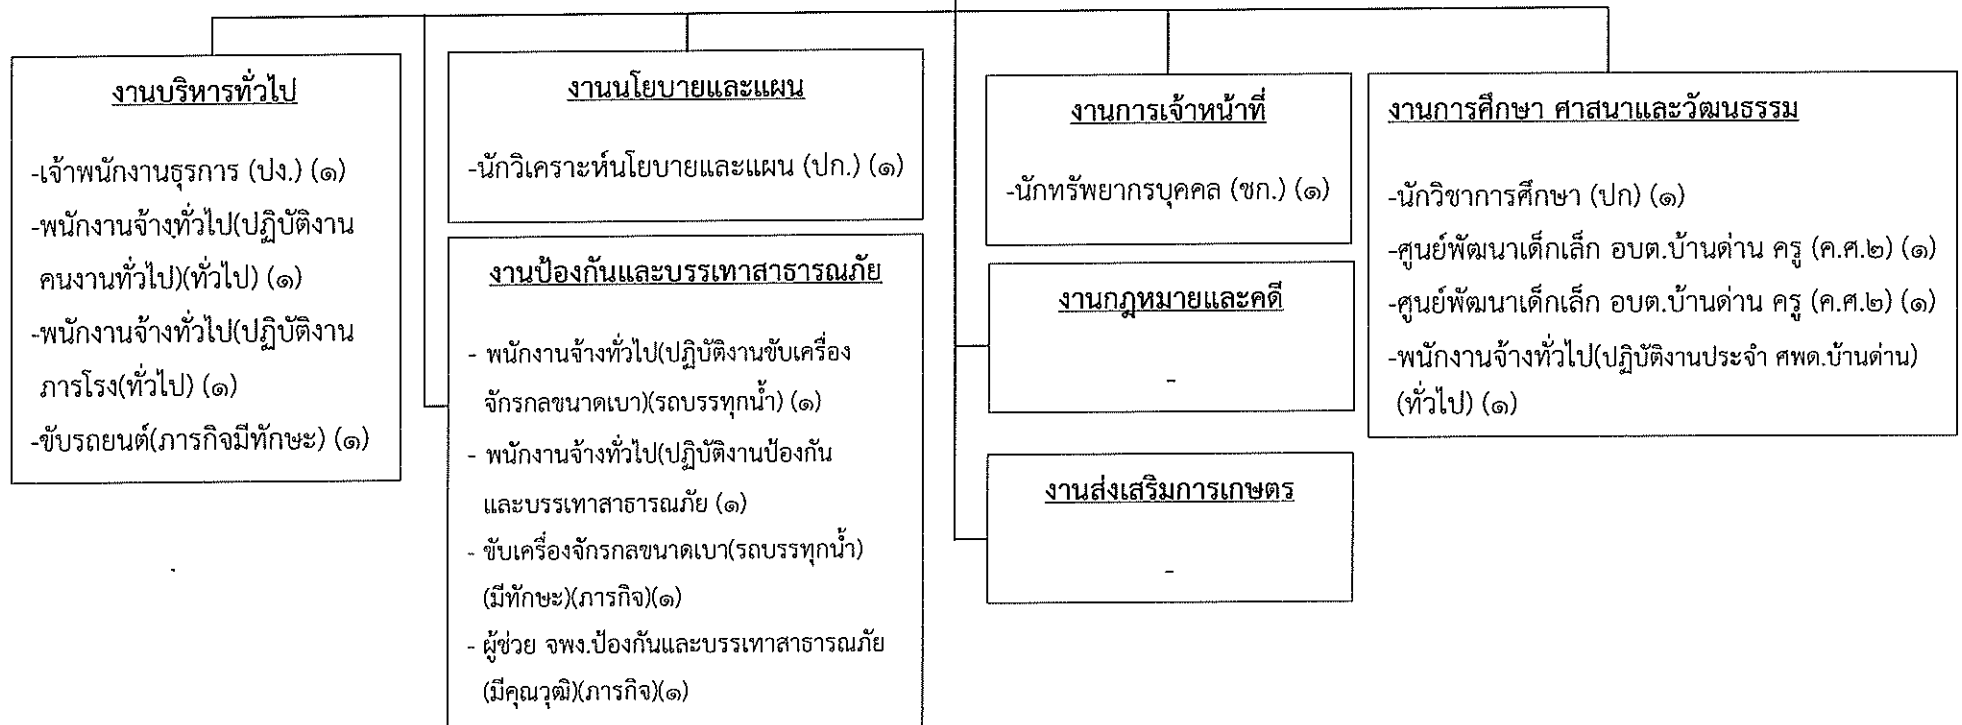 งานบริหารทั่วไป
-เจ้าพนักงานธุรการ (ปง.) (๑)
-พนักงานจ้างทั่วไป(ปฏิบัติงาน
คนงานทั่วไป)(ทั่วไป) (๑)
-พนักงานจ้างทั่วไป(ปฏิบัติงาน
ภารโรง(ทั่วไป) (๑)
-ขับรถยนต์(ภารกิจมีทักษะ) (๑)
งานนโยบายและแผน
-นักวิเคราะห์นโยบายและแผน (ปก.) (๑)
งานป้องกันและบรรเทาสาธารณภัย
- พนักงานจ้างทั่วไป(ปฏิบัติงานขับเครื่อง
จักรกลขนาดเบา)(รถบรรทุกน้ำ) (๑)
- พนักงานจ้างทั่วไป(ปฏิบัติงานป้องกัน
และบรรเทาสาธารณภัย (๑)
- ขับเครื่องจักรกลขนาดเบา(รถบรรทุกน้ำ)
(มีทักษะ)(ภารกิจ)(๑)
- ผู้ช่วย จพง.ป้องกันและบรรเทาสาธารณภัย
(มีคุณวุฒิ)(ภารกิจ)(๑)
งานการเจ้าหน้าที่
-นักทรัพยากรบุคคล (ชก.) (๑)
งานกฎหมายและคดี
-
งานส่งเสริมการเกษตร
-
งานการศึกษา ศาสนาและวัฒนธรรม
-นักวิชาการศึกษา (ปก) (๑)
-ศูนย์พัฒนาเด็กเล็ก อบต.บ้านด่าน ครู (ค.ศ.๒) (๑)
-ศูนย์พัฒนาเด็กเล็ก อบต.บ้านด่าน ครู (ค.ศ.๒) (๑)
-พนักงานจ้างทั่วไป(ปฏิบัติงานประจำ ศพด.บ้านด่าน)
(ทั่วไป) (๑)